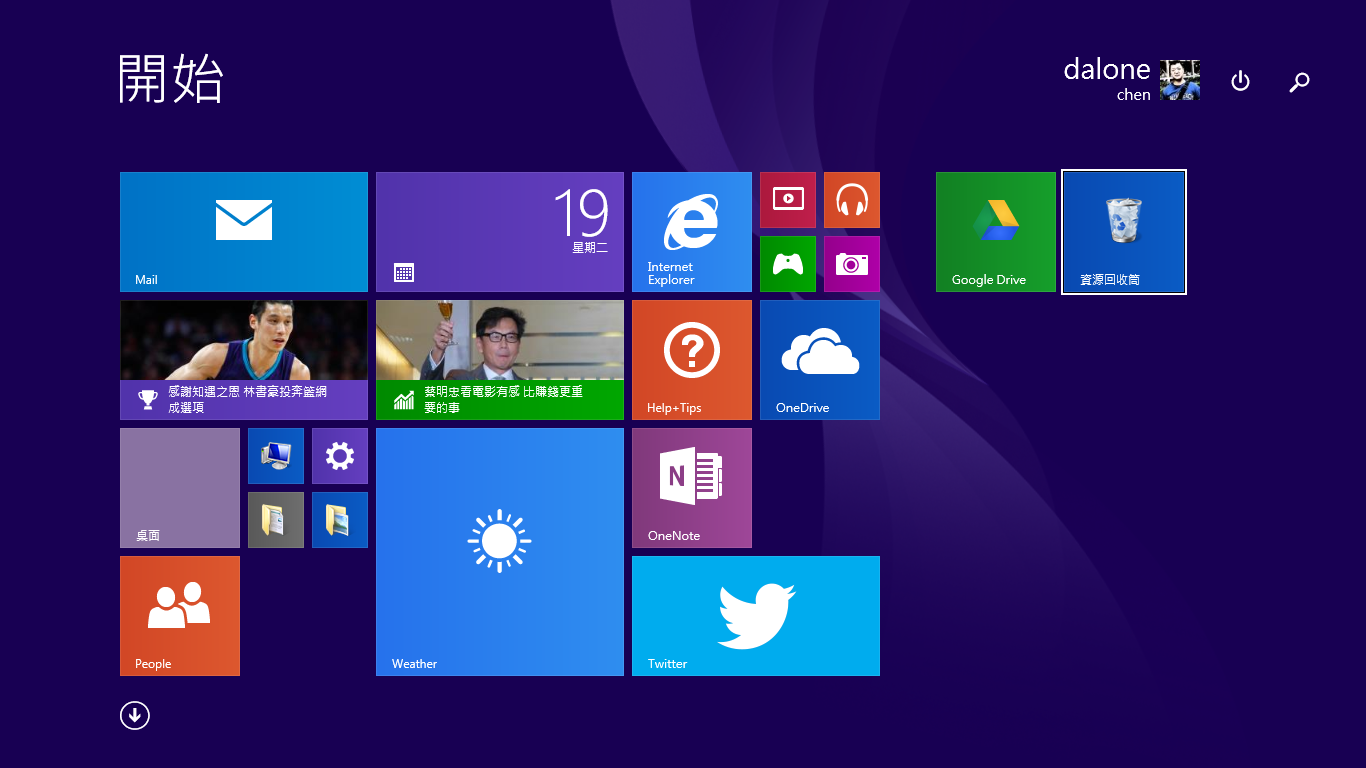 開始
dalone
chen
Mail
19
星期二
Internet
Explorer
Google Drive
資源回收筒
感謝知遇之恩 林書豪投奔籃網
成選項
蔡明忠看電影有感 比賺錢更重
要的事
Help+Tips
OneDrive
桌面
N
OneNote
People
Weather
Twitter